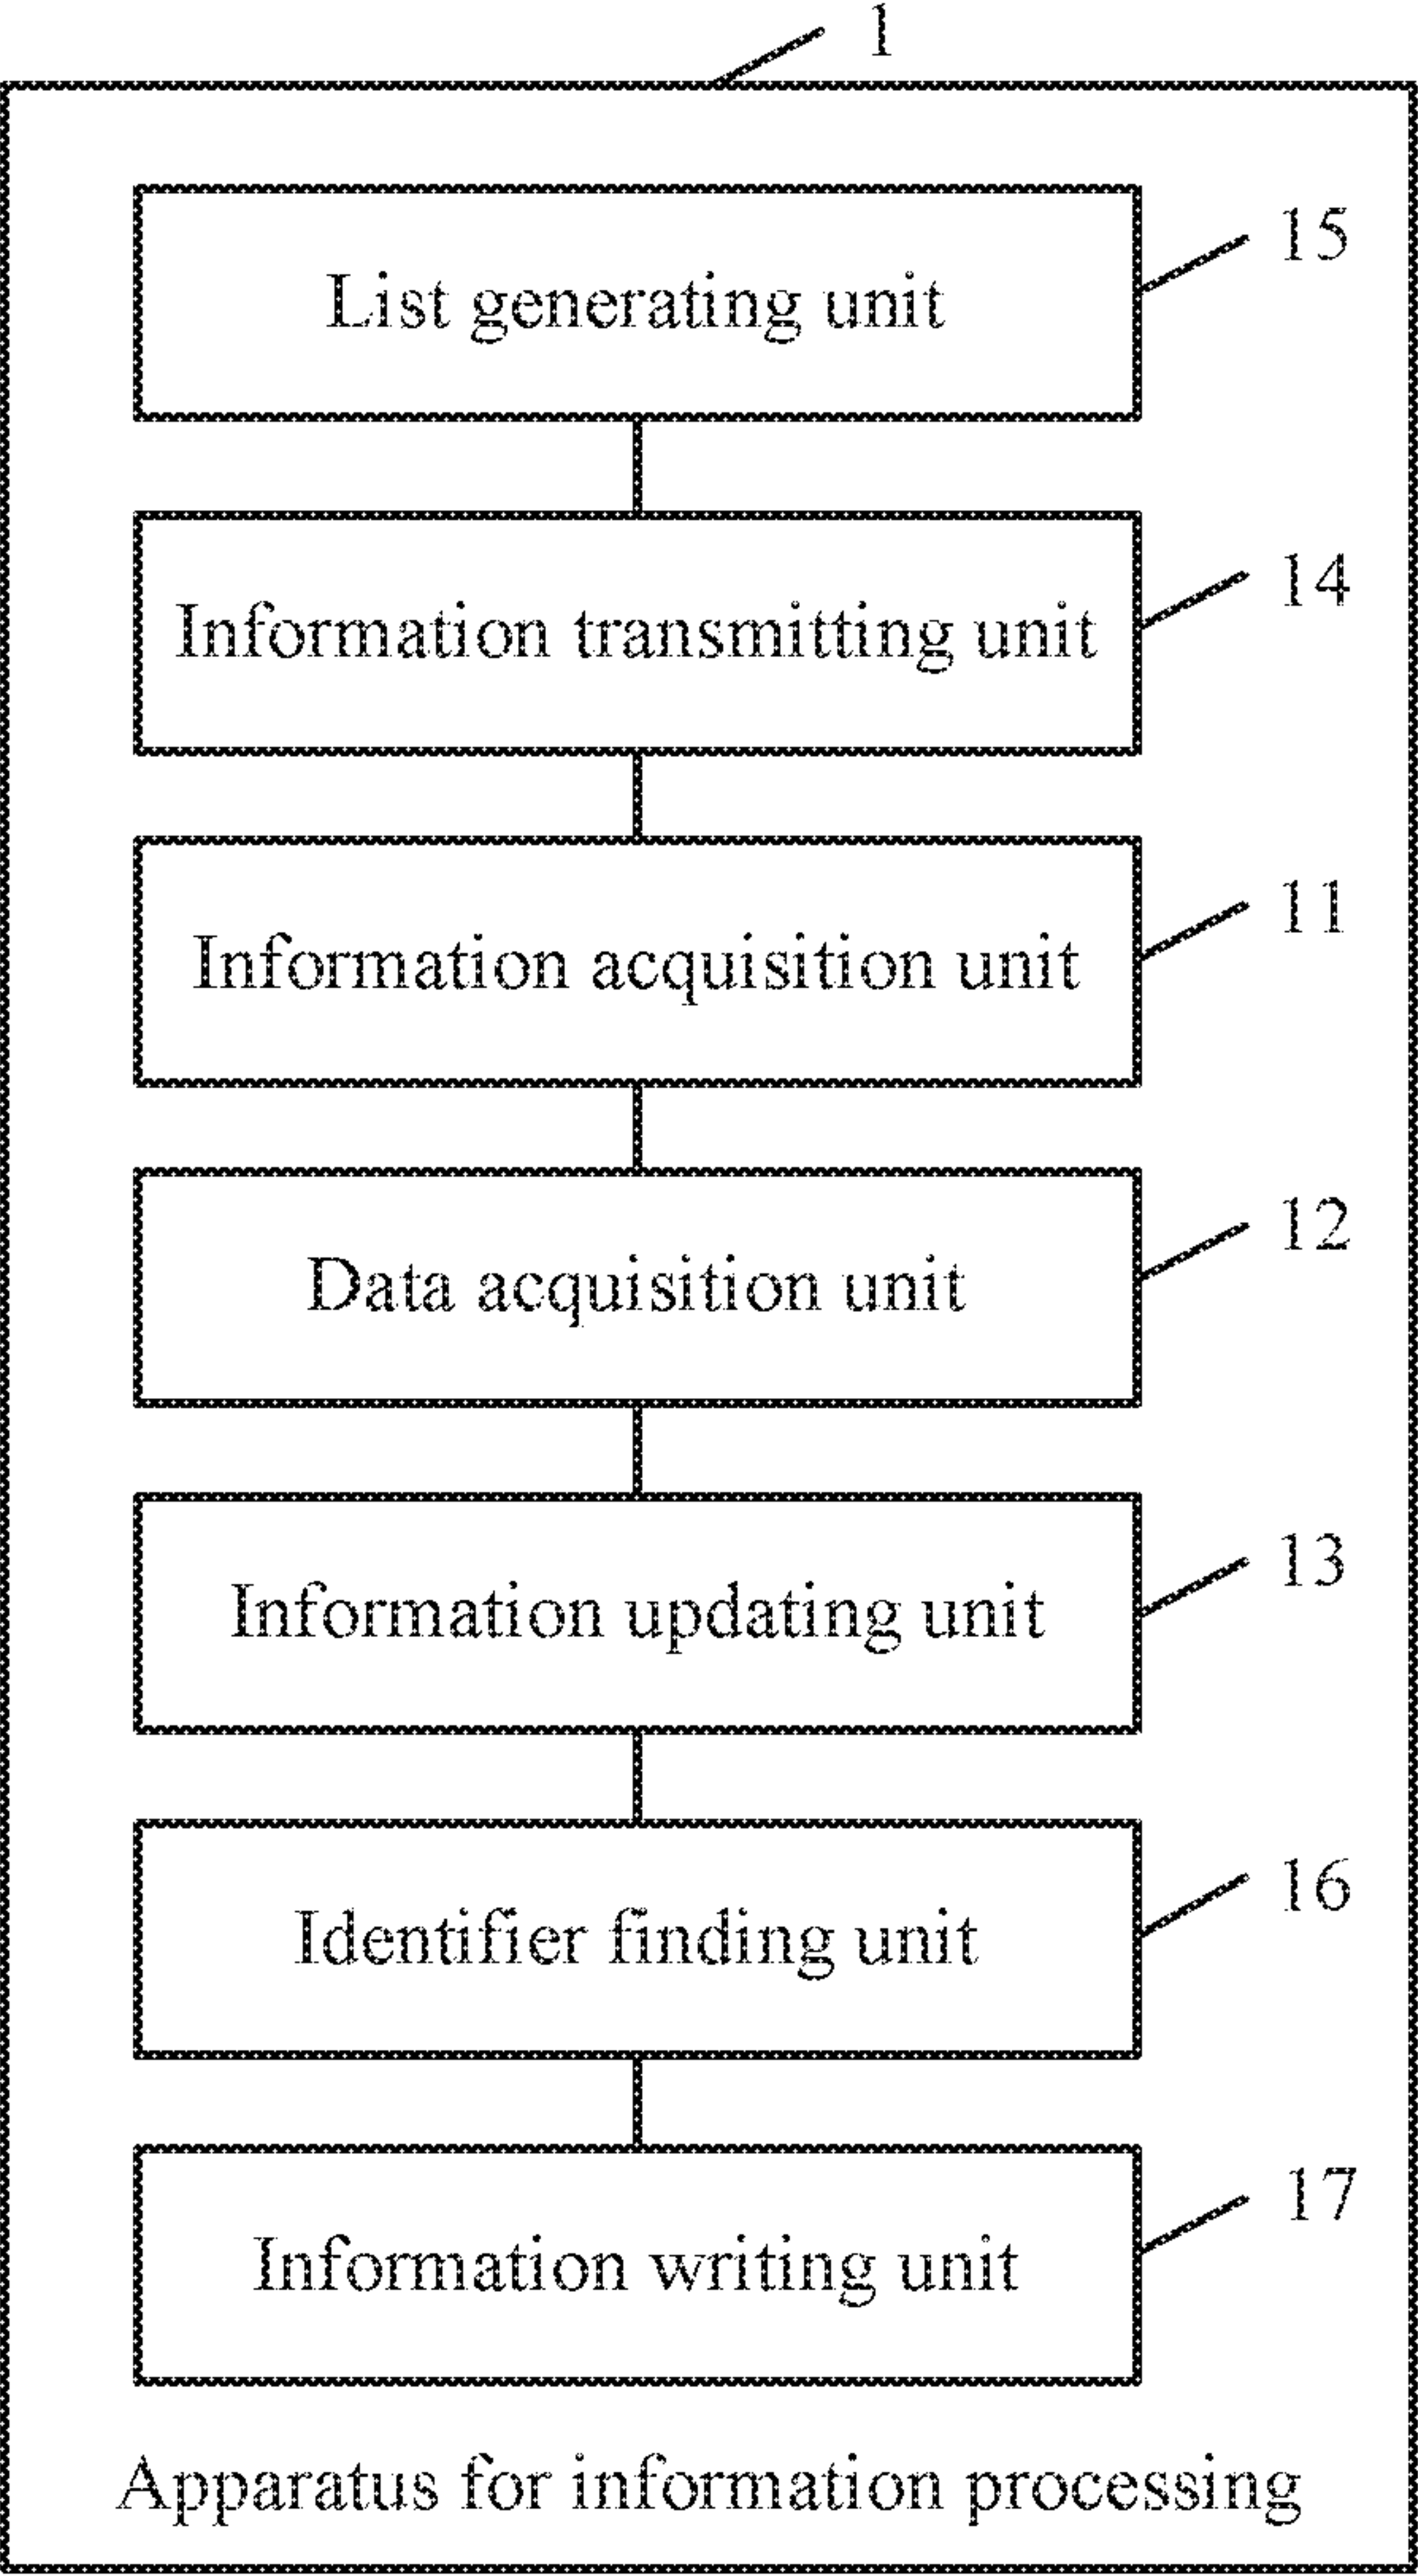 1
List generating unit
15
Information transmitting unit
14
Information acquisition unit
11
Data acquisition unit
12
Information updating unit
13
Identifier finding unit
16
Information writing unit
17
Apparatus for information processing